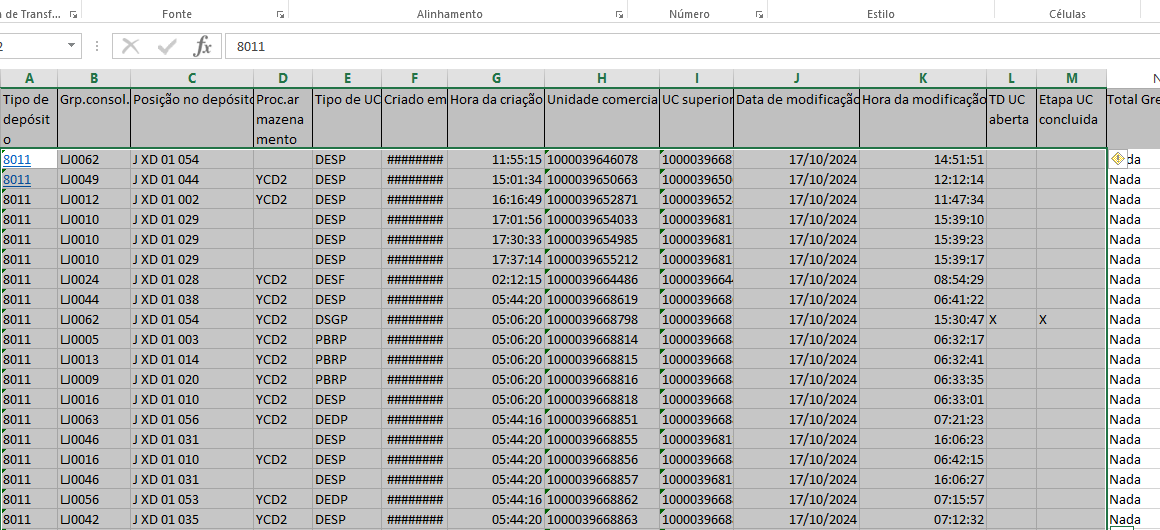 a de Transf... Fonte Alinhamento Número Estilo Células
2 fx 8011
A B C D E F G H I J K L M N
Tipo de depósito Grp.consol. Posição no depósito Proc.armazenamento Tipo de UC Criado em Hora da criação Unidade comercia UC superior Data de modificação Hora da modificação TD UC aberta Etapa UC concluida Total Gre
8011 LJ0062 J XD 01 054 DESP ######## 11:55:15 1000039646078 1000039668 17/10/2024 14:51:51 da
8011 LJ0049 J XD 01 044 YCD2 DESP ######## 15:01:34 1000039650663 1000039650 17/10/2024 12:12:14 Nada
8011 LJ0012 J XD 01 002 YCD2 DESP ######## 16:16:49 1000039652871 1000039652 17/10/2024 11:47:34 Nada
8011 LJ0010 J XD 01 029 DESP ######## 17:01:56 1000039654033 1000039681 17/10/2024 15:39:10 Nada
8011 LJ0010 J XD 01 029 DESP ######## 17:30:33 1000039654985 1000039681 17/10/2024 15:39:23 Nada
8011 LJ0010 J XD 01 029 DESP ######## 17:37:14 1000039655212 1000039681 17/10/2024 15:39:17 Nada
8011 LJ0024 J XD 01 028 YCD2 DESF ######## 02:12:15 1000039664486 100003966 17/10/2024 08:54:29 Nada
8011 LJ0044 J XD 01 038 YCD2 DESP ######## 05:44:20 1000039668619 100003968 17/10/2024 06:41:22 Nada
8011 LJ0062 J XD 01 054 YCD2 DSGP ######## 05:06:20 1000039668798 1000039668 17/10/2024 15:30:47 X X Nada
8011 LJ0005 J XD 01 003 YCD2 PBRP ######## 05:06:20 1000039668814 1000039668 17/10/2024 06:32:17 Nada
8011 LJ0013 J XD 01 014 YCD2 PBRP ######## 05:06:20 1000039668815 1000039668 17/10/2024 06:32:41 Nada
8011 LJ0009 J XD 01 020 YCD2 PBRP ######## 05:06:20 1000039668816 1000039668 17/10/2024 06:33:35 Nada
8011 LJ0016 J XD 01 010 YCD2 DESP ######## 05:06:20 1000039668818 1000039668 17/10/2024 06:33:01 Nada
8011 LJ0063 J XD 01 056 YCD2 DEDP ######## 05:44:16 1000039668851 1000039668 17/10/2024 07:21:23 Nada
8011 LJ0046 J XD 01 031 DESP ######## 05:44:20 1000039668855 1000039681 17/10/2024 16:06:23 Nada
8011 LJ0016 J XD 01 010 YCD2 DESP ######## 05:44:20 1000039668856 1000039668 17/10/2024 06:42:15 Nada
8011 LJ0046 J XD 01 031 DESP ######## 05:44:20 1000039668857 1000039681 17/10/2024 16:06:27 Nada
8011 LJ0056 J XD 01 053 YCD2 DEDP ######## 05:44:16 1000039668862 1000039668 17/10/2024 07:15:57 Nada
8011 LJ0042 J XD 01 035 YCD2 DESP ######## 05:44:20 1000039668863 1000039668 17/10/2024 07:12:32 Nada